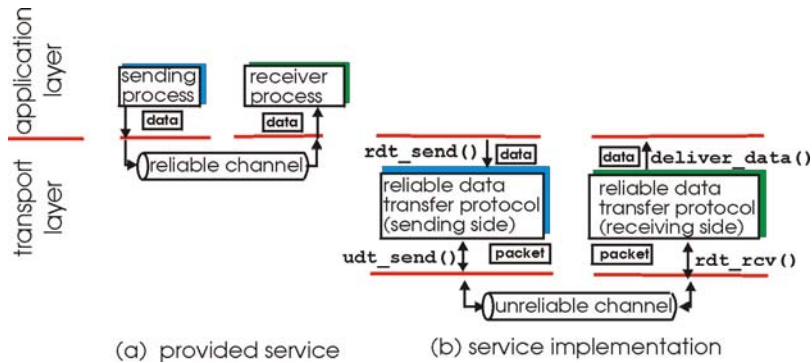 application
layer
transport
layer
sending
process
receiver
process
data
data
reliable channel
rdt_send()
data
data
deliver_data()
reliable data
transfer protocol
(sending side)
reliable data
transfer protocol
(receiving side)
udt_send()
packet
packet
rdt_rcv()
unreliable channel
(a) provided service
(b) service implementation